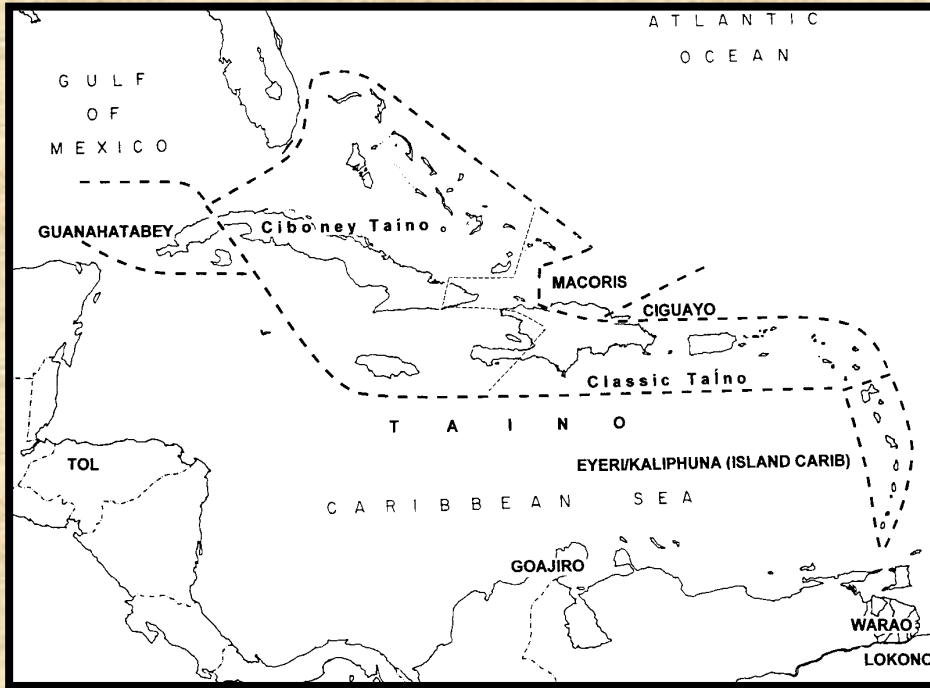 ATLANTIC
OCEAN
GULF
OF
MEXICO
GUANAHATABEY
Ciboney Taíno
MACORIS
CIGUAYO
Classic TaÍno
TAINO
TOL
EYERI/KALIPHUNA (ISLAND CARIB)
CARIBBEAN SEA
GOAJIRO
WARAO
LOKONO